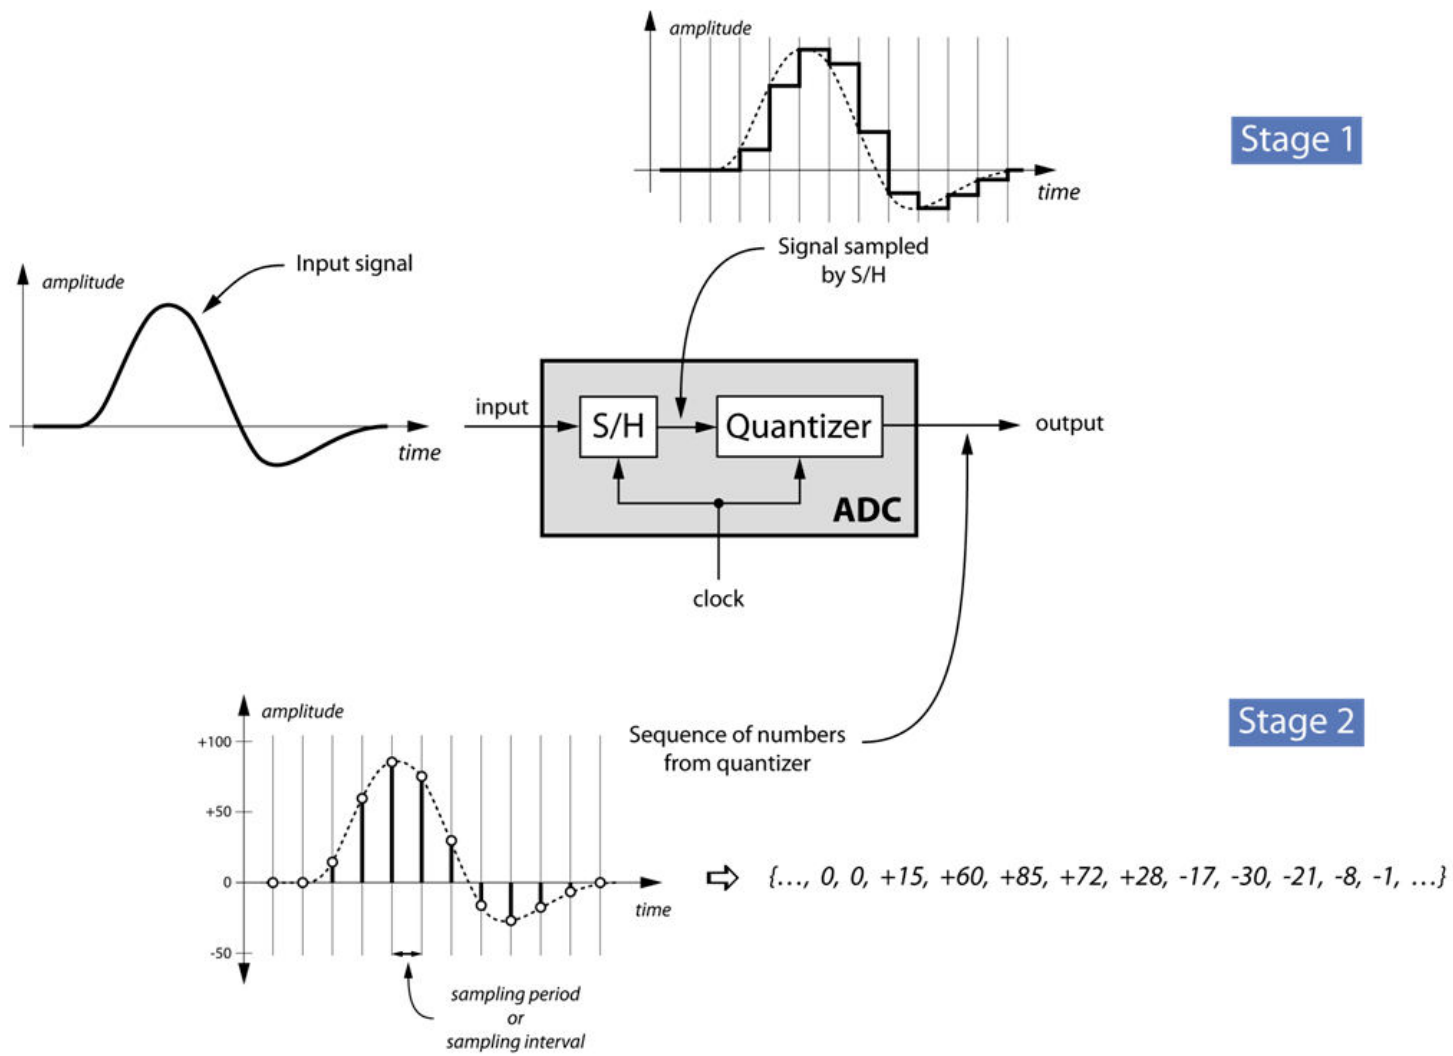 amplitude
Stage 1
time
Signal sampled
by S/H
Input signal
amplitude
time
input
S/H
Quantizer
output
ADC
clock
Stage 2
amplitude
+100
+50
0
-50
time
Sequence of numbers
from quantizer
{..., 0, 0, +15, +60, +85, +72, +28, -17, -30, -21, -8, -1, ...}
sampling period
or
sampling interval